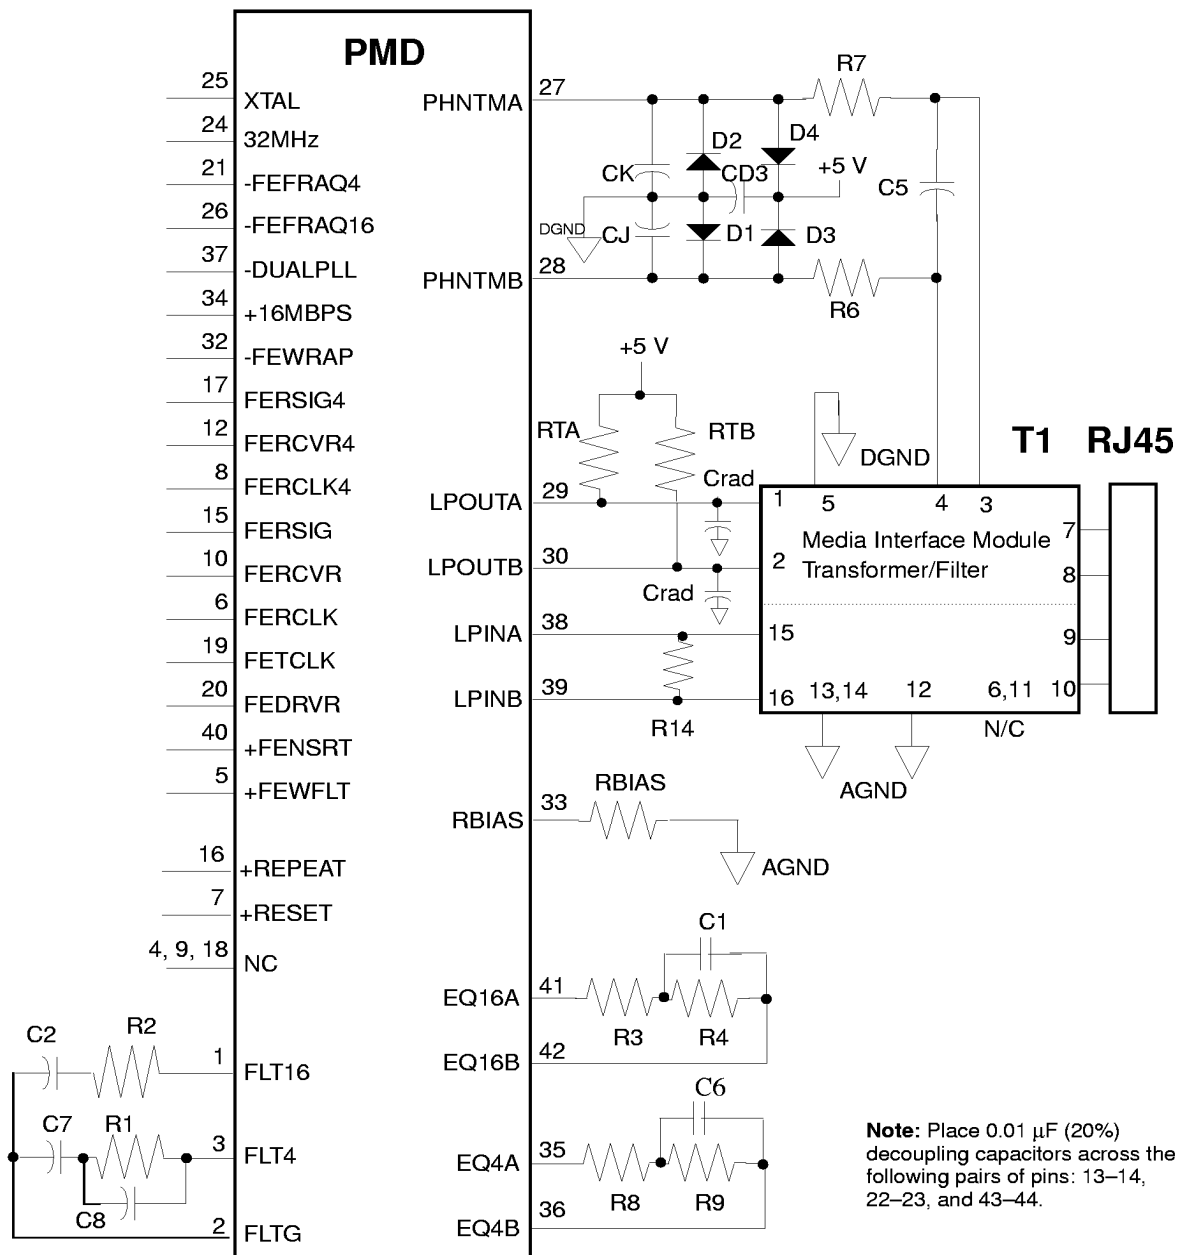 PMD
25
XTAL
24
32MHz
21
-FEFRAQ4
26
-FEFRAQ16
37
-DUALPLL
34
+16MBPS
32
-FEWRAP
17
FERSIG4
12
FERCVR4
8
FERCLK4
15
FERSIG
10
FERCVR
6
FERCLK
19
FETCLK
20
FEDRVR
40
+FENSRT
5
+FEWFLT
16
+REPEAT
7
+RESET
4, 9, 18
NC
C2
R2
1
FLT16
C7
R1
3
FLT4
C8
2
FLTG
PHNTMA
27
R7
D2
D4
CK
CD3
+5 V
C5
DGND
CJ
D1
D3
PHNTMB
28
R6
+5 V
RTA
RTB
DGND
T1 RJ45
Crad
LPOUTA
29
1
5
4
3
7
Media Interface Module
Transformer/Filter
LPOUTB
30
2
8
Crad
LPINA
38
15
9
LPINB
39
16
13,14
12
6,11
10
R14
N/C
AGND
RBIAS
RBIAS
33
AGND
C1
EQ16A
41
R3
R4
EQ16B
42
C6
EQ4A
35
R8
R9
EQ4B
36
Note: Place 0.01 µF (20%)
decoupling capacitors across the
following pairs of pins: 13–14,
22–23, and 43–44.